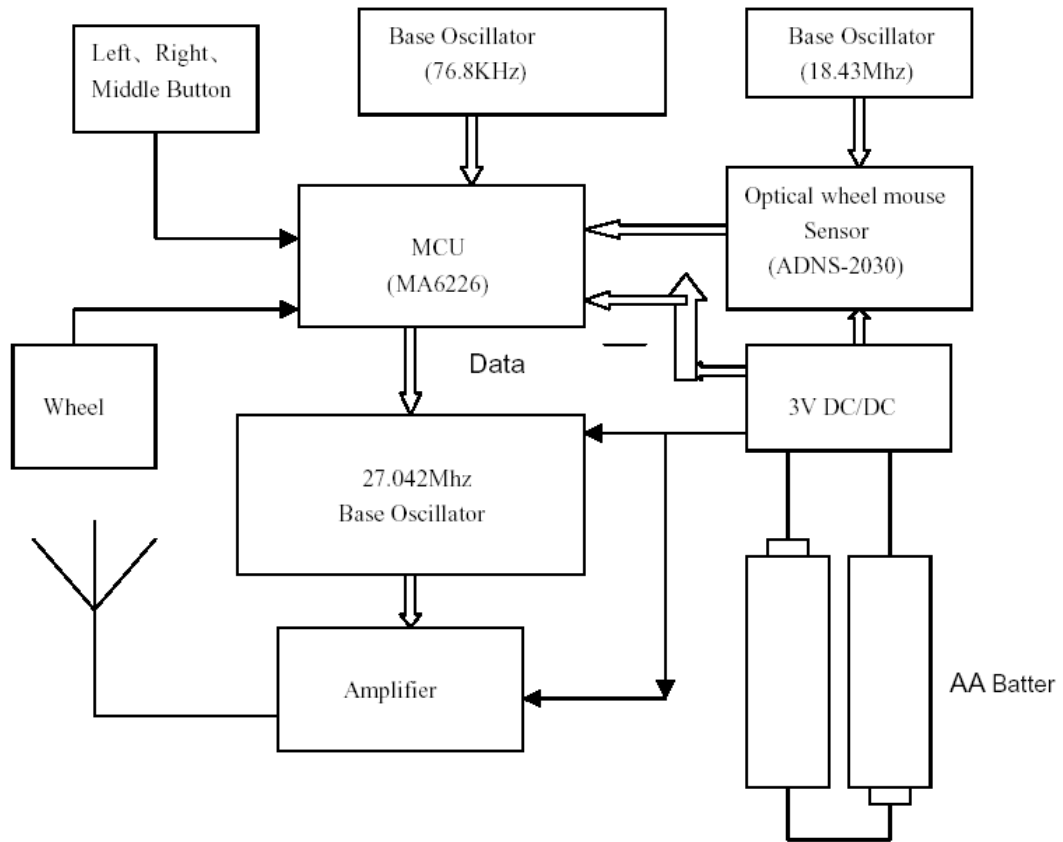 Left、Right、
Middle Button
Base Oscillator
(76.8KHz)
Base Oscillator
(18.43Mhz)
MCU
(MA6226)
Optical wheel mouse
Sensor
(ADNS-2030)
Wheel
Data
3V DC/DC
27.042Mhz
Base Oscillator
Amplifier
AA Batter